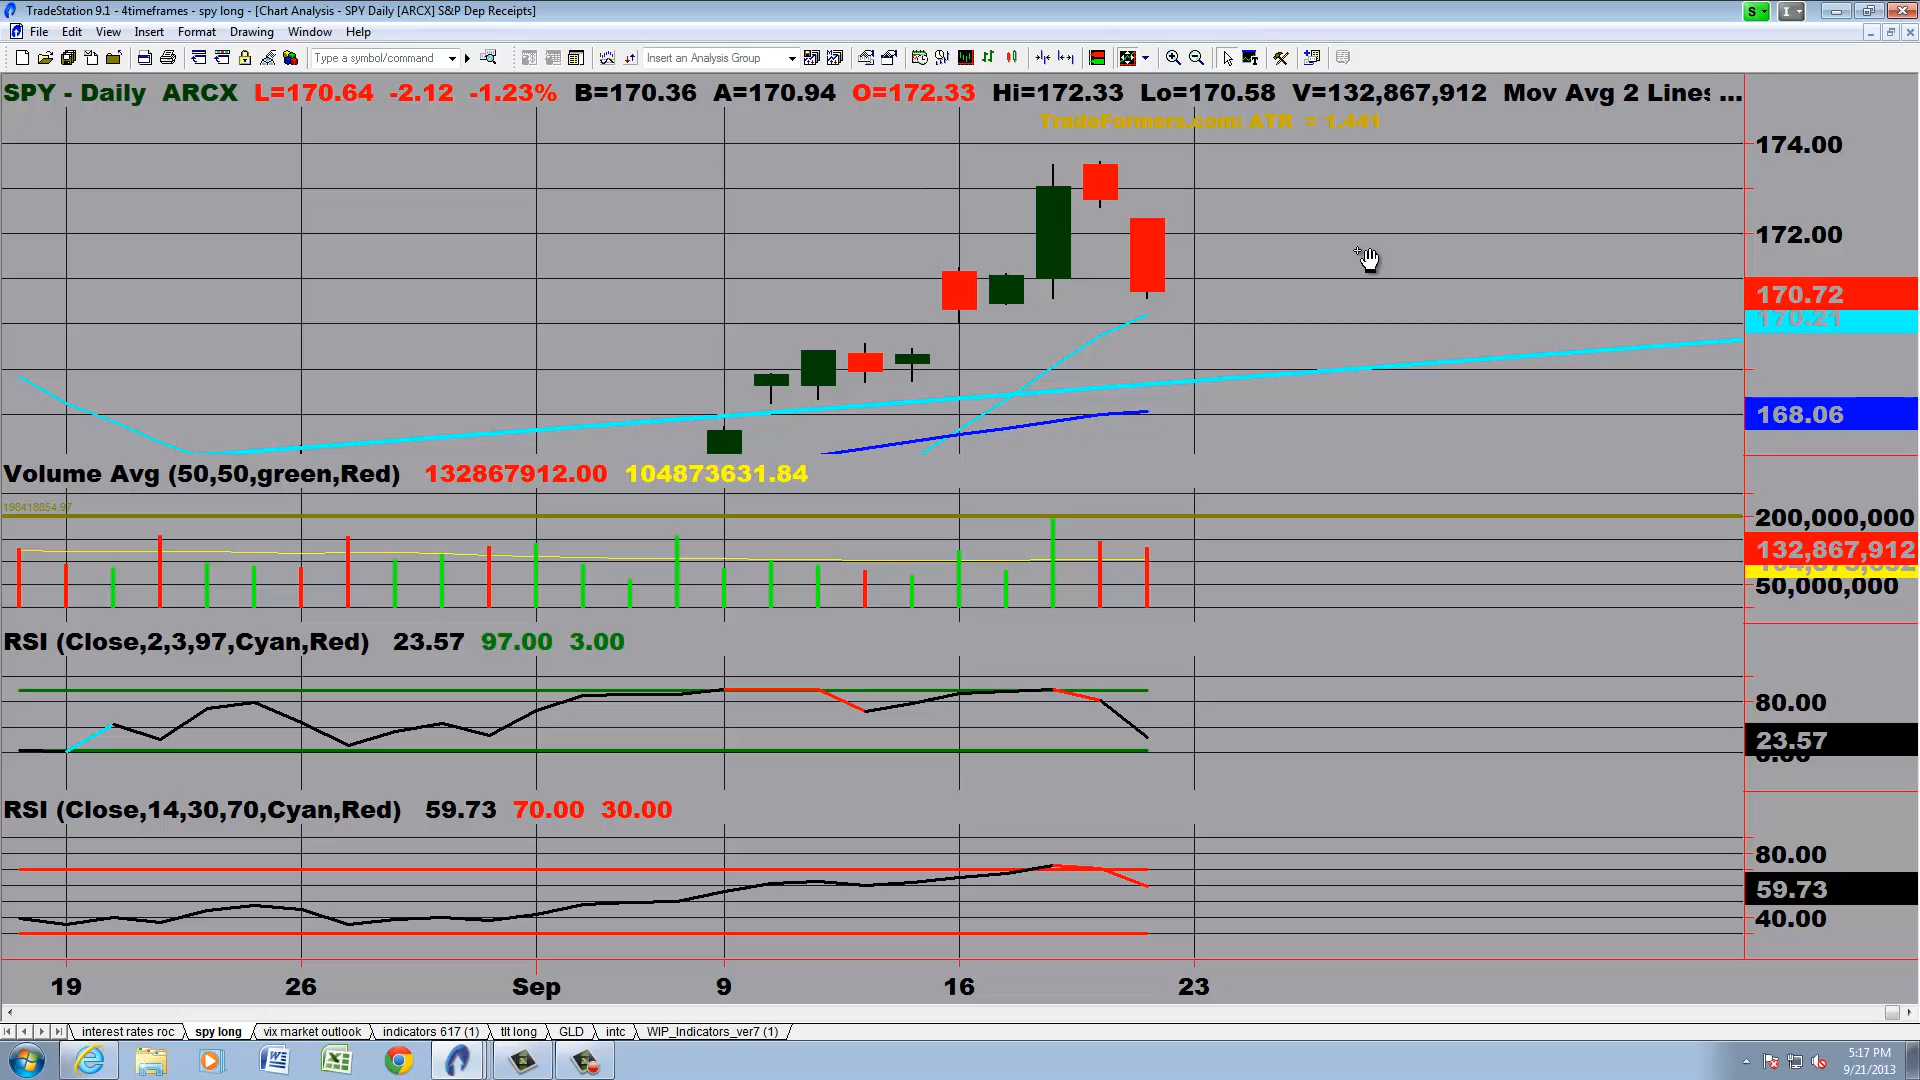 TradeStation 9.1 - 4timeframes - spy long - [Chart Analysis - SPY Daily [ARCX] S&P Dep Receipts]
S I
File Edit View Insert Format Drawing Window Help
Type a symbol/command Insert an Analysis Group
SPY - Daily ARCX L=170.64 -2.12 -1.23% B=170.36 A=170.94 O=172.33 Hi=172.33 Lo=170.58 V=132,867,912 Mov Avg 2 Lines ...
TradeFormers.com: ATR = 1.441
174.00
172.00
170.72
170.21
168.06
Volume Avg (50,50,green,Red) 132867912.00 104873631.84
198418854.97
200,000,000
132,867,912
50,000,000
RSI (Close,2,3,97,Cyan,Red) 23.57 97.00 3.00
80.00
23.57
RSI (Close,14,30,70,Cyan,Red) 59.73 70.00 30.00
80.00
59.73
40.00
19 26 Sep 9 16 23
interest rates roc spy long vix market outlook indicators 617 (1) tlt long GLD intc WIP_Indicators_ver7 (1)
5:17 PM
9/21/2013